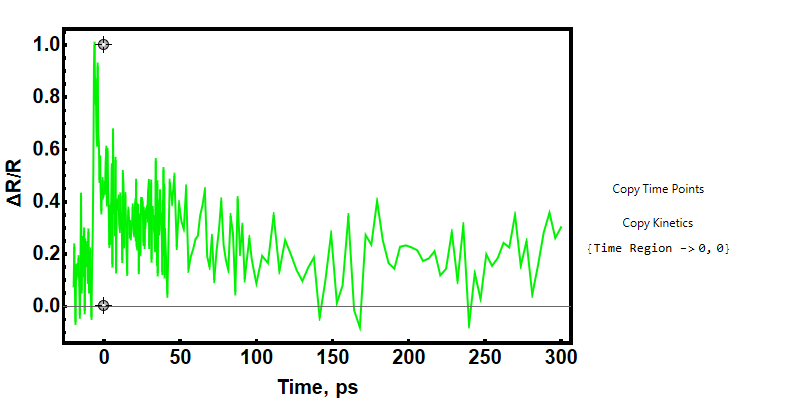 1.0
0.8
0.6
0.4
0.2
0.0
ΔR/R
0 50 100 150 200 250 300
Time, ps
Copy Time Points
Copy Kinetics
{Time Region -> 0, 0}